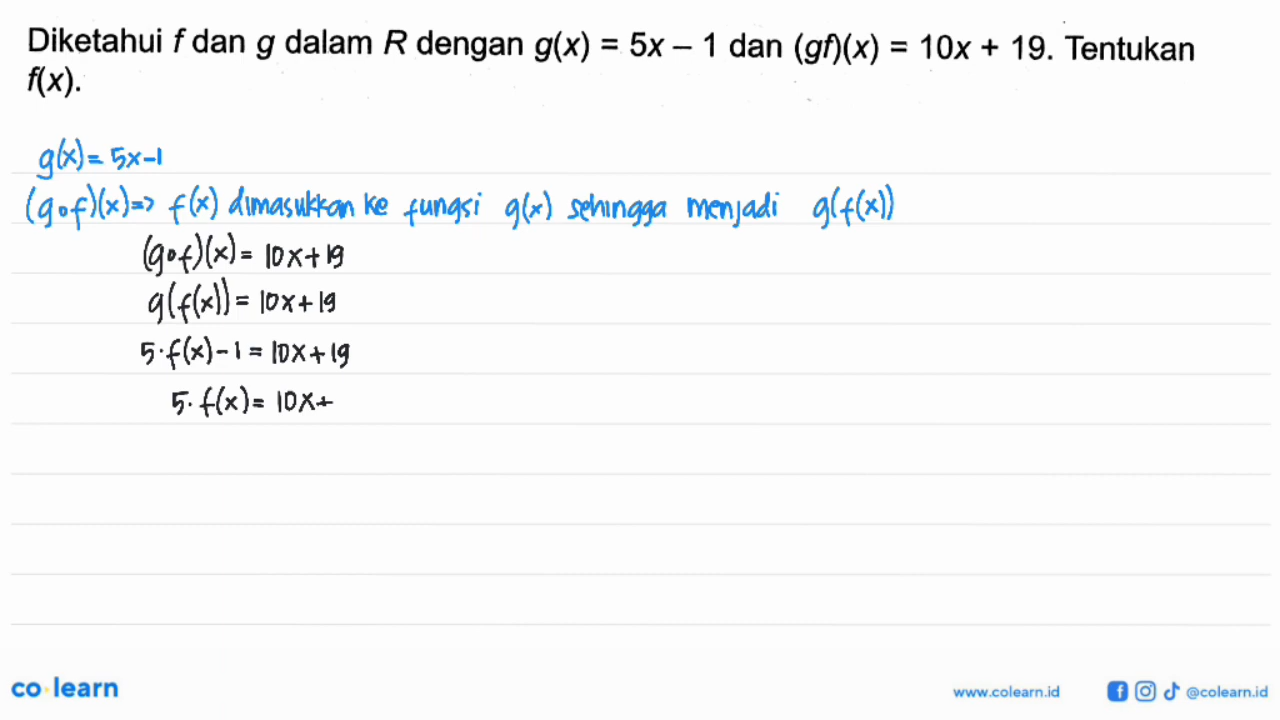 Diketahui f dan g dalam R dengan g(x) = 5x – 1 dan (gf)(x) = 10x + 19. Tentukan
f(x).
g(x) = 5x-1
(g∘f)(x) => f(x) dimasukkan ke fungsi g(x) sehingga menjadi g(f(x))
(g∘f)(x) = 10x+19
g(f(x)) = 10x+19
5·f(x)-1 = 10x+19
5·f(x) = 10x+
co learn
www.colearn.id @colearn.id